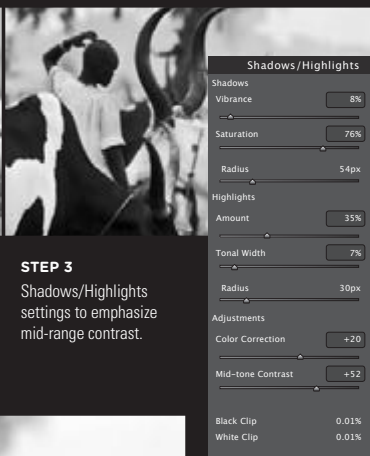 STEP 3
Shadows/Highlights
settings to emphasize
mid-range contrast.
Shadows/Highlights
Shadows
Vibrance 8%
Saturation 76%
Radius 54px
Highlights
Amount 35%
Tonal Width 7%
Radius 30px
Adjustments
Color Correction +20
Mid-tone Contrast +52
Black Clip 0.01%
White Clip 0.01%